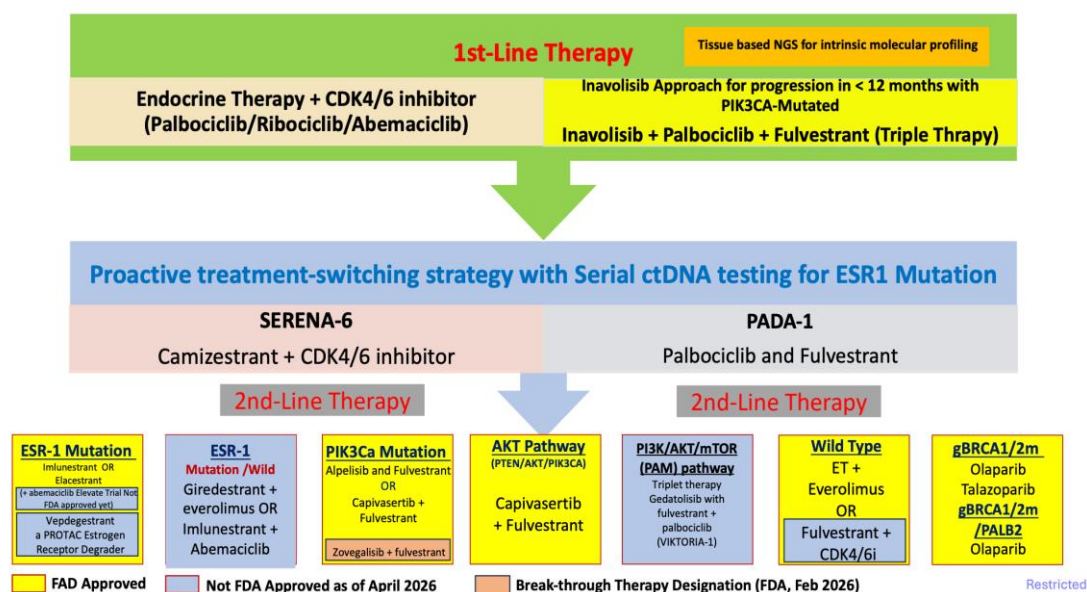 1st-Line Therapy
Tissue based NGS for intrinsic molecular profiling
Endocrine Therapy + CDK4/6 inhibitor
(Palbociclib/Ribociclib/Abemaciclib)
Inavolisib Approach for progression in < 12 months with
PIK3CA-Mutated
Inavolisib + Palbociclib + Fulvestrant (Triple Thrapy)
Proactive treatment-switching strategy with Serial ctDNA testing for ESR1 Mutation
SERENA-6
Camizestrant + CDK4/6 inhibitor
PADA-1
Palbociclib and Fulvestrant
2nd-Line Therapy
2nd-Line Therapy
ESR-1 Mutation
Imlunestrant OR
Elacestrant
(+ abemaciclib Elevate Trial Not
FDA approved yet)
Vepdegestrant
a PROTAC Estrogen
Receptor Degrader
ESR-1
Mutation /Wild
Giredestrant +
everolimus OR
Imlunestrant +
Abemaciclib
PIK3Ca Mutation
Alpelisib and Fulvestrant
OR
Capivasertib +
Fulvestrant
Zovegalisib + fulvestrant
AKT Pathway
(PTEN/AKT/PIK3CA)
Capivasertib
+ Fulvestrant
PI3K/AKT/mTOR
(PAM) pathway
Triplet therapy
Gedatolisib with
fulvestrant +
palbociclib
(VIKTORIA-1)
Wild Type
ET +
Everolimus
OR
Fulvestrant +
CDK4/6i
gBRCA1/2m
Olaparib
Talazoparib
gBRCA1/2m
/PALB2
Olaparib
FAD Approved
Not FDA Approved as of April 2026
Break-through Therapy Designation (FDA, Feb 2026)
Restricted